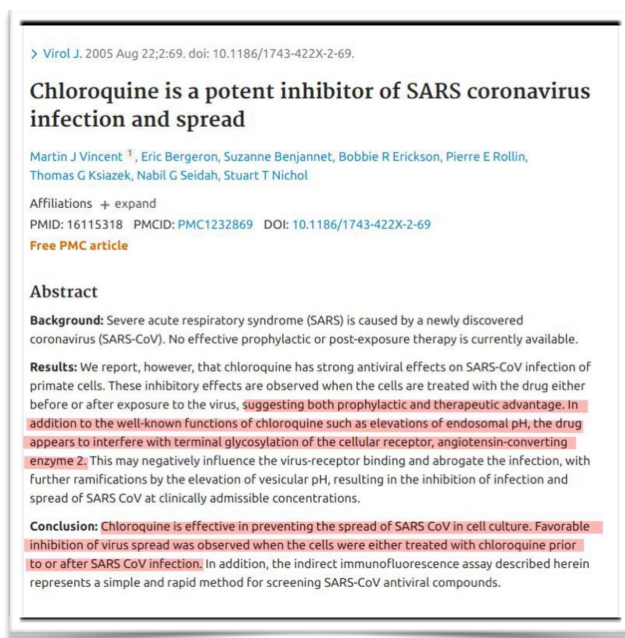 > Virol J. 2005 Aug 22;2:69. doi: 10.1186/1743-422X-2-69.
Chloroquine is a potent inhibitor of SARS coronavirus
infection and spread
Martin J Vincent 1, Eric Bergeron, Suzanne Benjannet, Bobbie R Erickson, Pierre E Rollin,
Thomas G Ksiazek, Nabil G Seidah, Stuart T Nichol
Affiliations + expand
PMID: 16115318 PMCID: PMC1232869 DOI: 10.1186/1743-422X-2-69
Free PMC article
Abstract
Background: Severe acute respiratory syndrome (SARS) is caused by a newly discovered
coronavirus (SARS-CoV). No effective prophylactic or post-exposure therapy is currently available.
Results: We report, however, that chloroquine has strong antiviral effects on SARS-CoV infection of
primate cells. These inhibitory effects are observed when the cells are treated with the drug either
before or after exposure to the virus, suggesting both prophylactic and therapeutic advantage. In
addition to the well-known functions of chloroquine such as elevations of endosomal pH, the drug
appears to interfere with terminal glycosylation of the cellular receptor, angiotensin-converting
enzyme 2. This may negatively influence the virus-receptor binding and abrogate the infection, with
further ramifications by the elevation of vesicular pH, resulting in the inhibition of infection and
spread of SARS CoV at clinically admissible concentrations.
Conclusion: Chloroquine is effective in preventing the spread of SARS CoV in cell culture. Favorable
inhibition of virus spread was observed when the cells were either treated with chloroquine prior
to or after SARS CoV infection. In addition, the indirect immunofluorescence assay described herein
represents a simple and rapid method for screening SARS-CoV antiviral compounds.